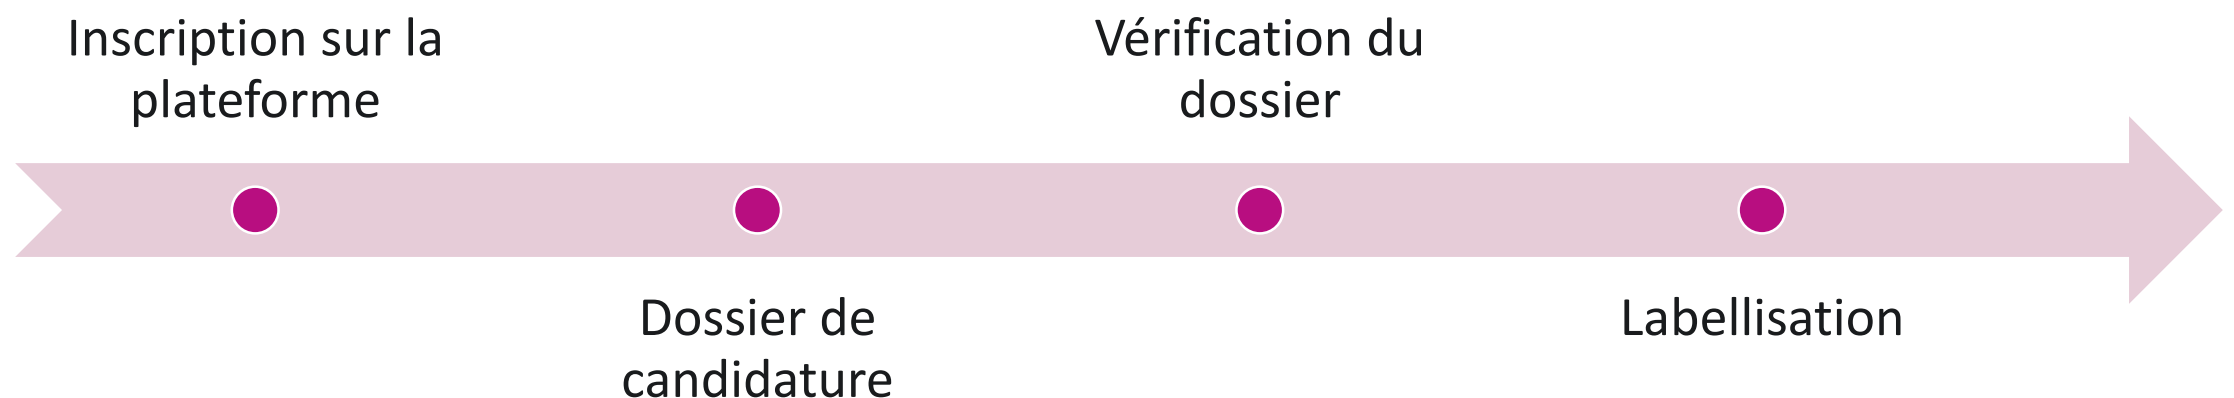 Inscription sur la
plateforme
Dossier de
candidature
Vérification du
dossier
Labellisation